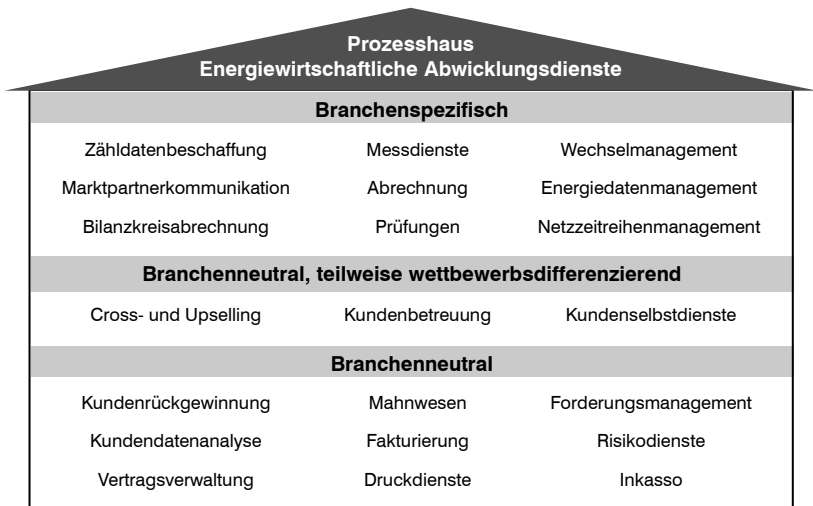 Prozesshaus
Energiewirtschaftliche Abwicklungsdienste
Branchenspezifisch
Zähldatenbeschaffung Messdienste Wechselmanagement
Marktpartnerkommunikation Abrechnung Energiedatenmanagement
Bilanzkreisabrechnung Prüfungen Netzzeitreihenmanagement
Branchenneutral, teilweise wettbewerbsdifferenzierend
Cross- und Upselling Kundenbetreuung Kundenselbstdienste
Branchenneutral
Kundenrückgewinnung Mahnwesen Forderungsmanagement
Kundendatenanalyse Fakturierung Risikodienste
Vertragsverwaltung Druckdienste Inkasso